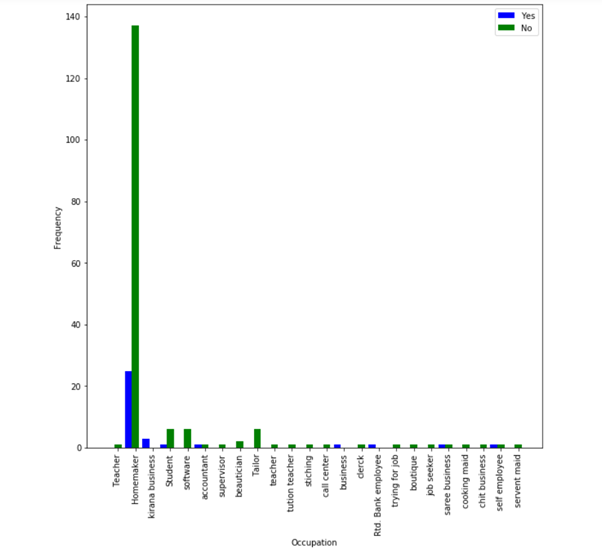 140
120
100
80
60
40
20
0
Frequency
Yes
No
Teacher
Homemaker
kirana business
Student
software
accountant
supervisor
beautician
Tailor
teacher
tution teacher
stiching
call center
business
clerck
Rtd. Bank employee
trying for job
boutique
job seeker
saree business
cooking maid
chit business
self employee
servent maid
Occupation